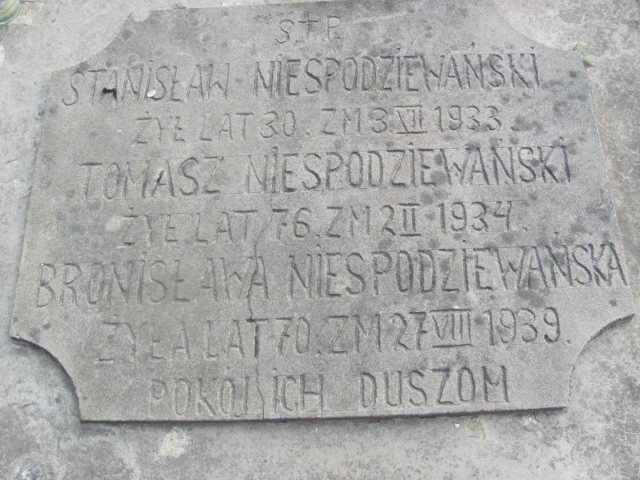 Ś†P.
STANISŁAW NIESPODZIEWAŃSKI
ŻYŁ LAT 30. ZM 3 XII 1933.
TOMASZ NIESPODZIEWAŃSKI
ŻYŁ LAT 76. ZM 2 II 1934.
BRONISŁAWA NIESPODZIEWAŃSKA
ŻYŁA LAT 70. ZM 27 VIII 1939.
POKÓJ ICH DUSZOM